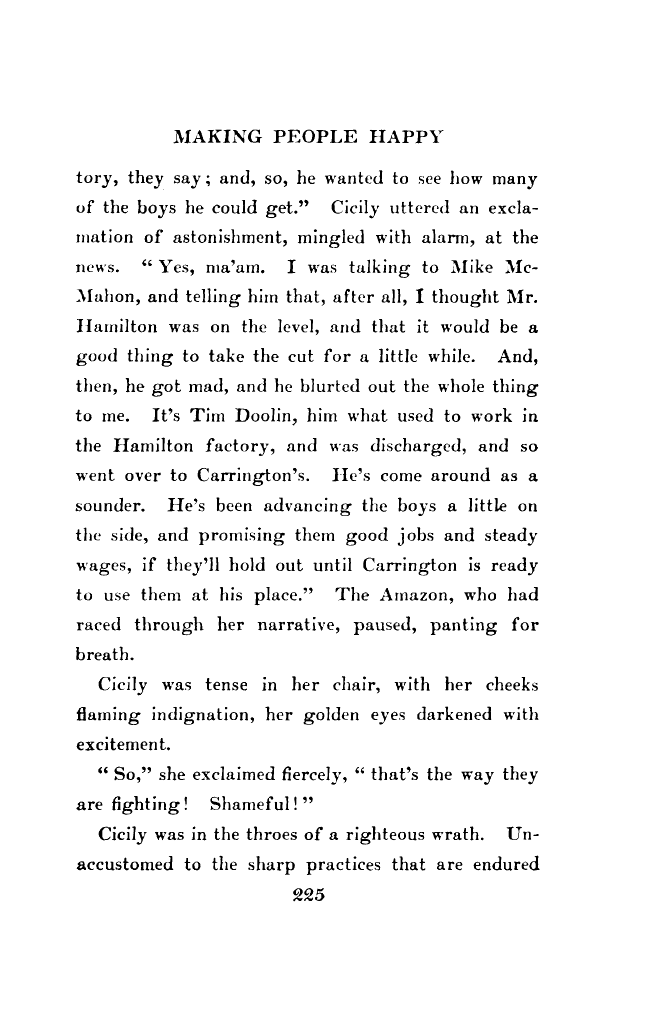 MAKING PEOPLE HAPPY
tory, they say; and, so, he wanted to see how many
of the boys he could get.” Cicily uttered an excla-
mation of astonishment, mingled with alarm, at the
news. “Yes, ma’am. I was talking to Mike Mc-
Mahon, and telling him that, after all, I thought Mr.
Hamilton was on the level, and that it would be a
good thing to take the cut for a little while. And,
then, he got mad, and he blurted out the whole thing
to me. It’s Tim Doolin, him what used to work in
the Hamilton factory, and was discharged, and so
went over to Carrington’s. He’s come around as a
sounder. He’s been advancing the boys a little on
the side, and promising them good jobs and steady
wages, if they’ll hold out until Carrington is ready
to use them at his place.” The Amazon, who had
raced through her narrative, paused, panting for
breath.
Cicily was tense in her chair, with her cheeks
flaming indignation, her golden eyes darkened with
excitement.
“So,” she exclaimed fiercely, “that’s the way they
are fighting! Shameful!”
Cicily was in the throes of a righteous wrath. Un-
accustomed to the sharp practices that are endured
225